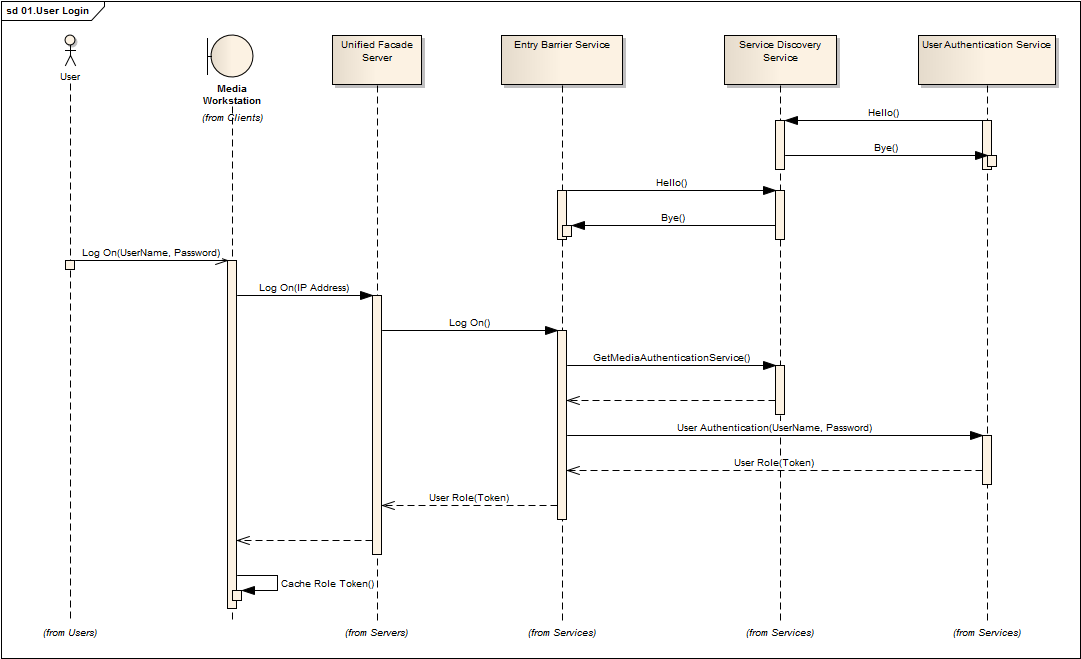 sd 01.User Login
User
Media
Workstation
(from Clients)
Unified Facade
Server
Entry Barrier Service
Service Discovery
Service
User Authentication Service
Hello()
Bye()
Hello()
Bye()
Log On(UserName, Password)
Log On(IP Address)
Log On()
GetMediaAuthenticationService()
User Authentication(UserName, Password)
User Role(Token)
User Role(Token)
Cache Role Token()
(from Users)
(from Servers)
(from Services)
(from Services)
(from Services)